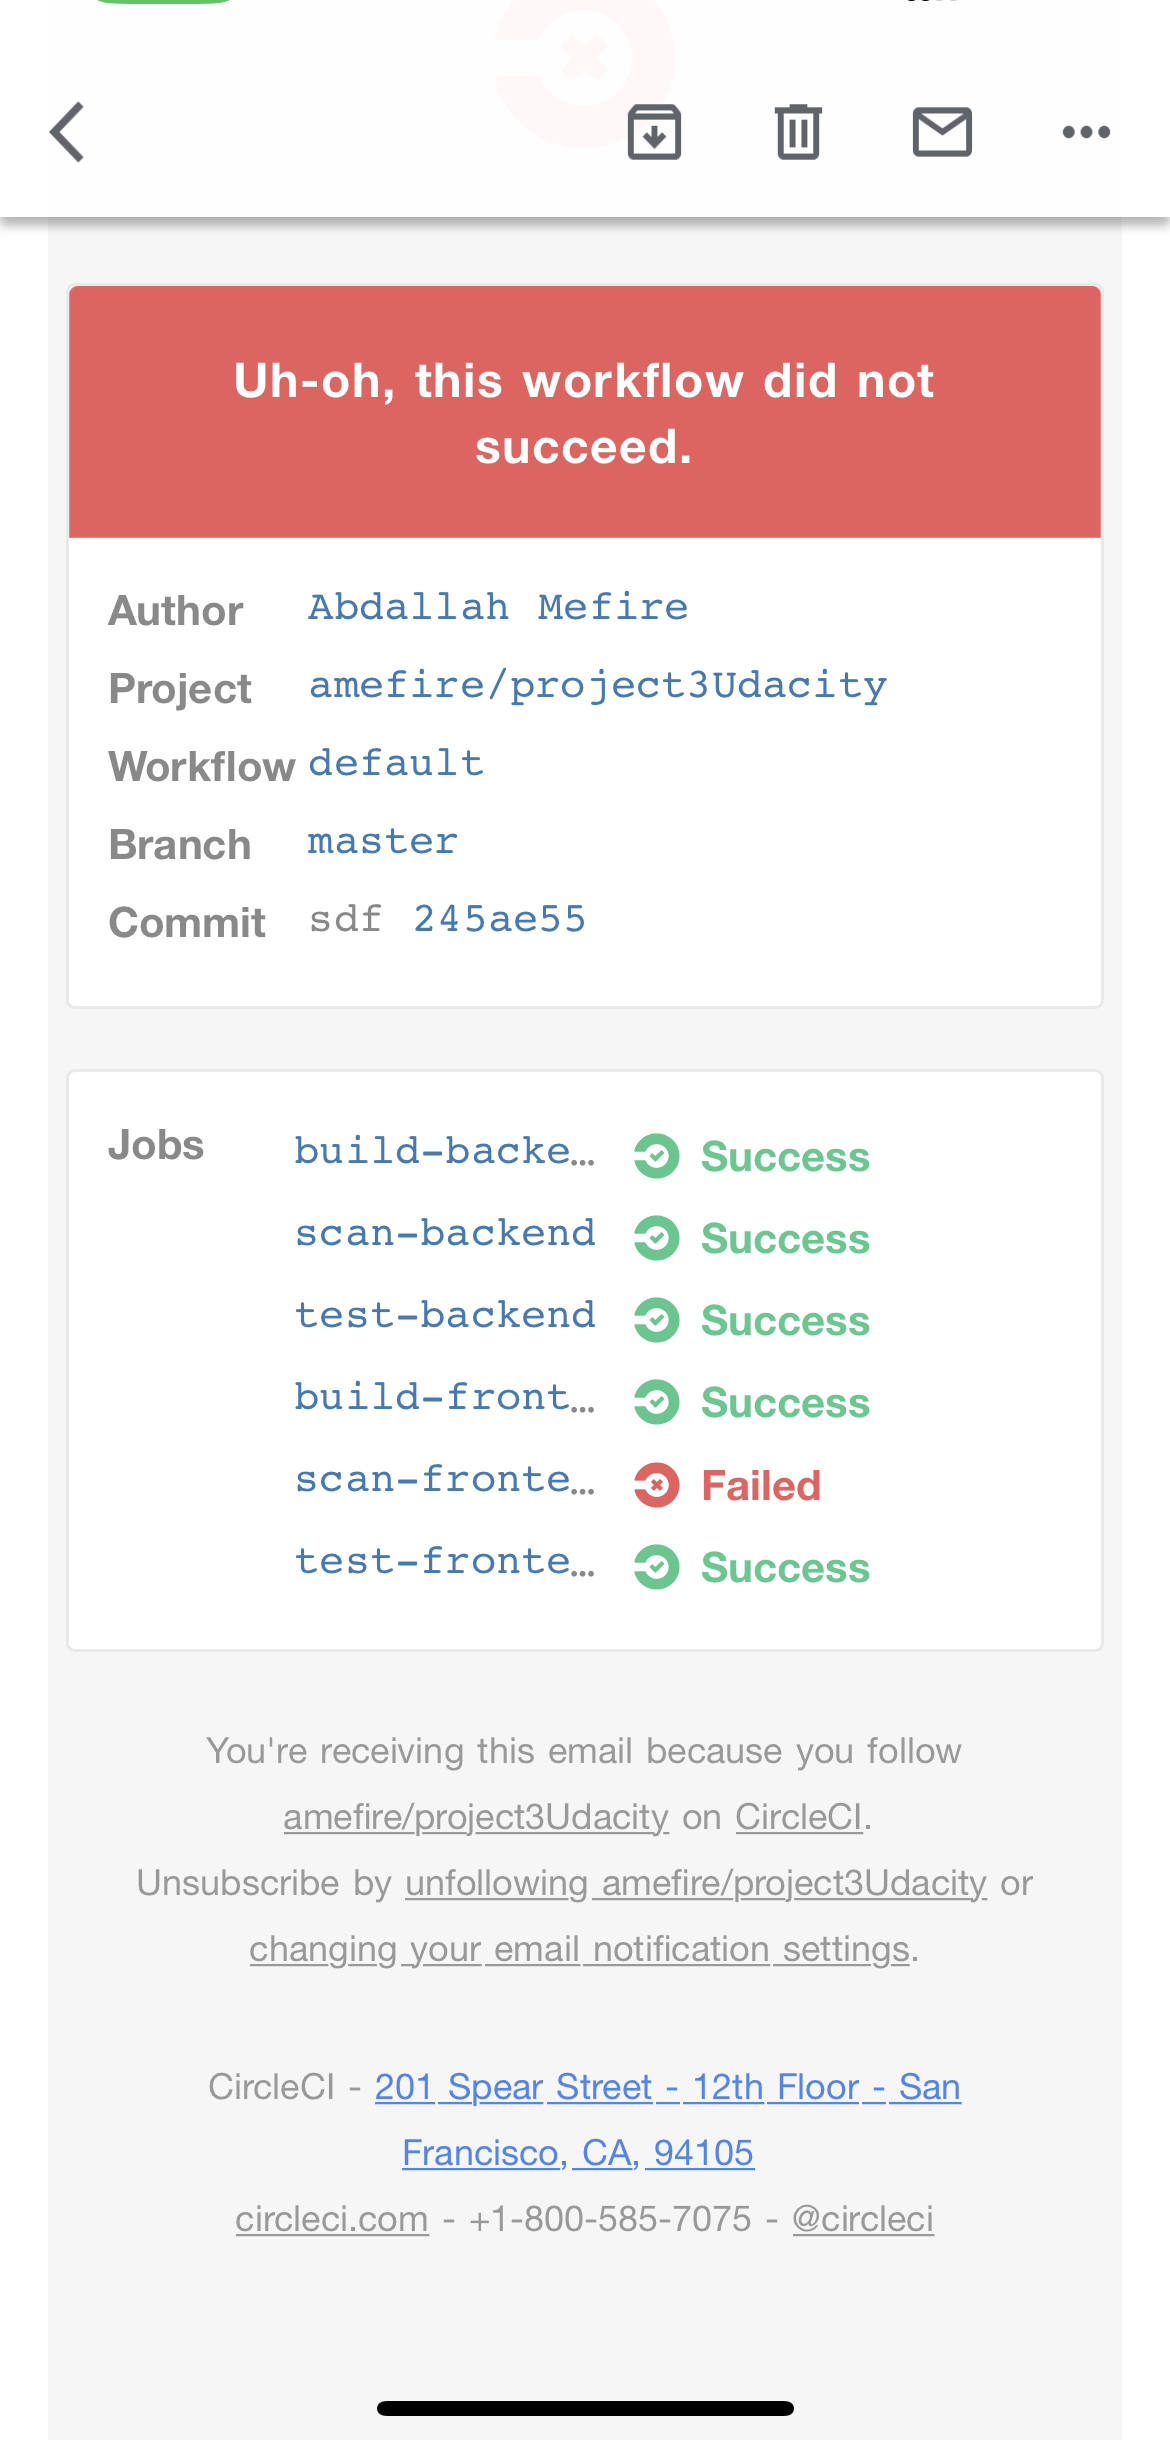 Uh-oh, this workflow did not
succeed.
Author Abdallah Mefire
Project amefire/project3Udacity
Workflow default
Branch master
Commit sdf 245ae55
Jobs build-backe… Success
scan-backend Success
test-backend Success
build-front… Success
scan-fronte… Failed
test-fronte… Success
You're receiving this email because you follow
amefire/project3Udacity on CircleCI.
Unsubscribe by unfollowing amefire/project3Udacity or
changing your email notification settings.
CircleCI - 201 Spear Street - 12th Floor - San
Francisco, CA, 94105
circleci.com - +1-800-585-7075 - @circleci